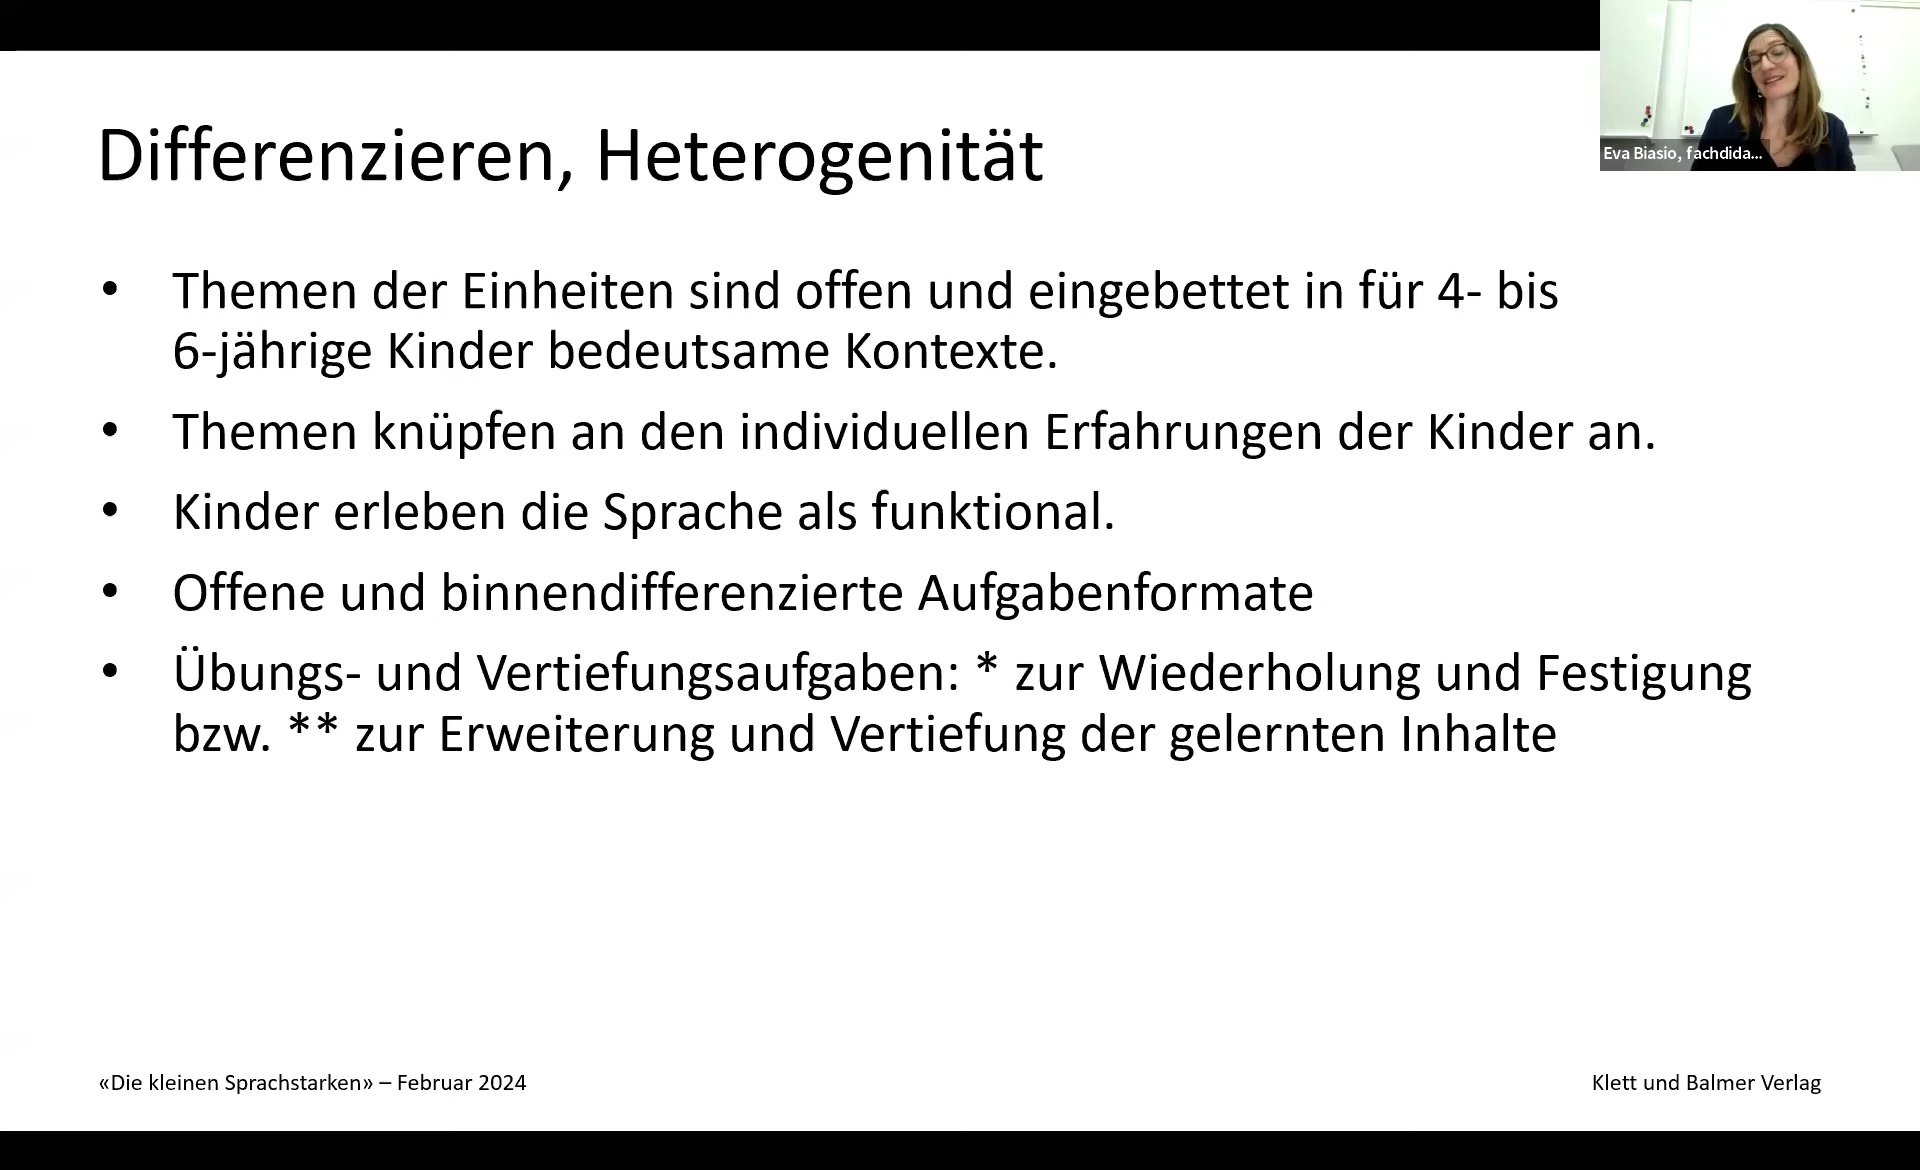 Eva Biasio, fachdida...
Differenzieren, Heterogenität
• Themen der Einheiten sind offen und eingebettet in für 4- bis
6-jährige Kinder bedeutsame Kontexte.
• Themen knüpfen an den individuellen Erfahrungen der Kinder an.
• Kinder erleben die Sprache als funktional.
• Offene und binnendifferenzierte Aufgabenformate
• Übungs- und Vertiefungsaufgaben: * zur Wiederholung und Festigung
bzw. ** zur Erweiterung und Vertiefung der gelernten Inhalte
«Die kleinen Sprachstarken» – Februar 2024
Klett und Balmer Verlag